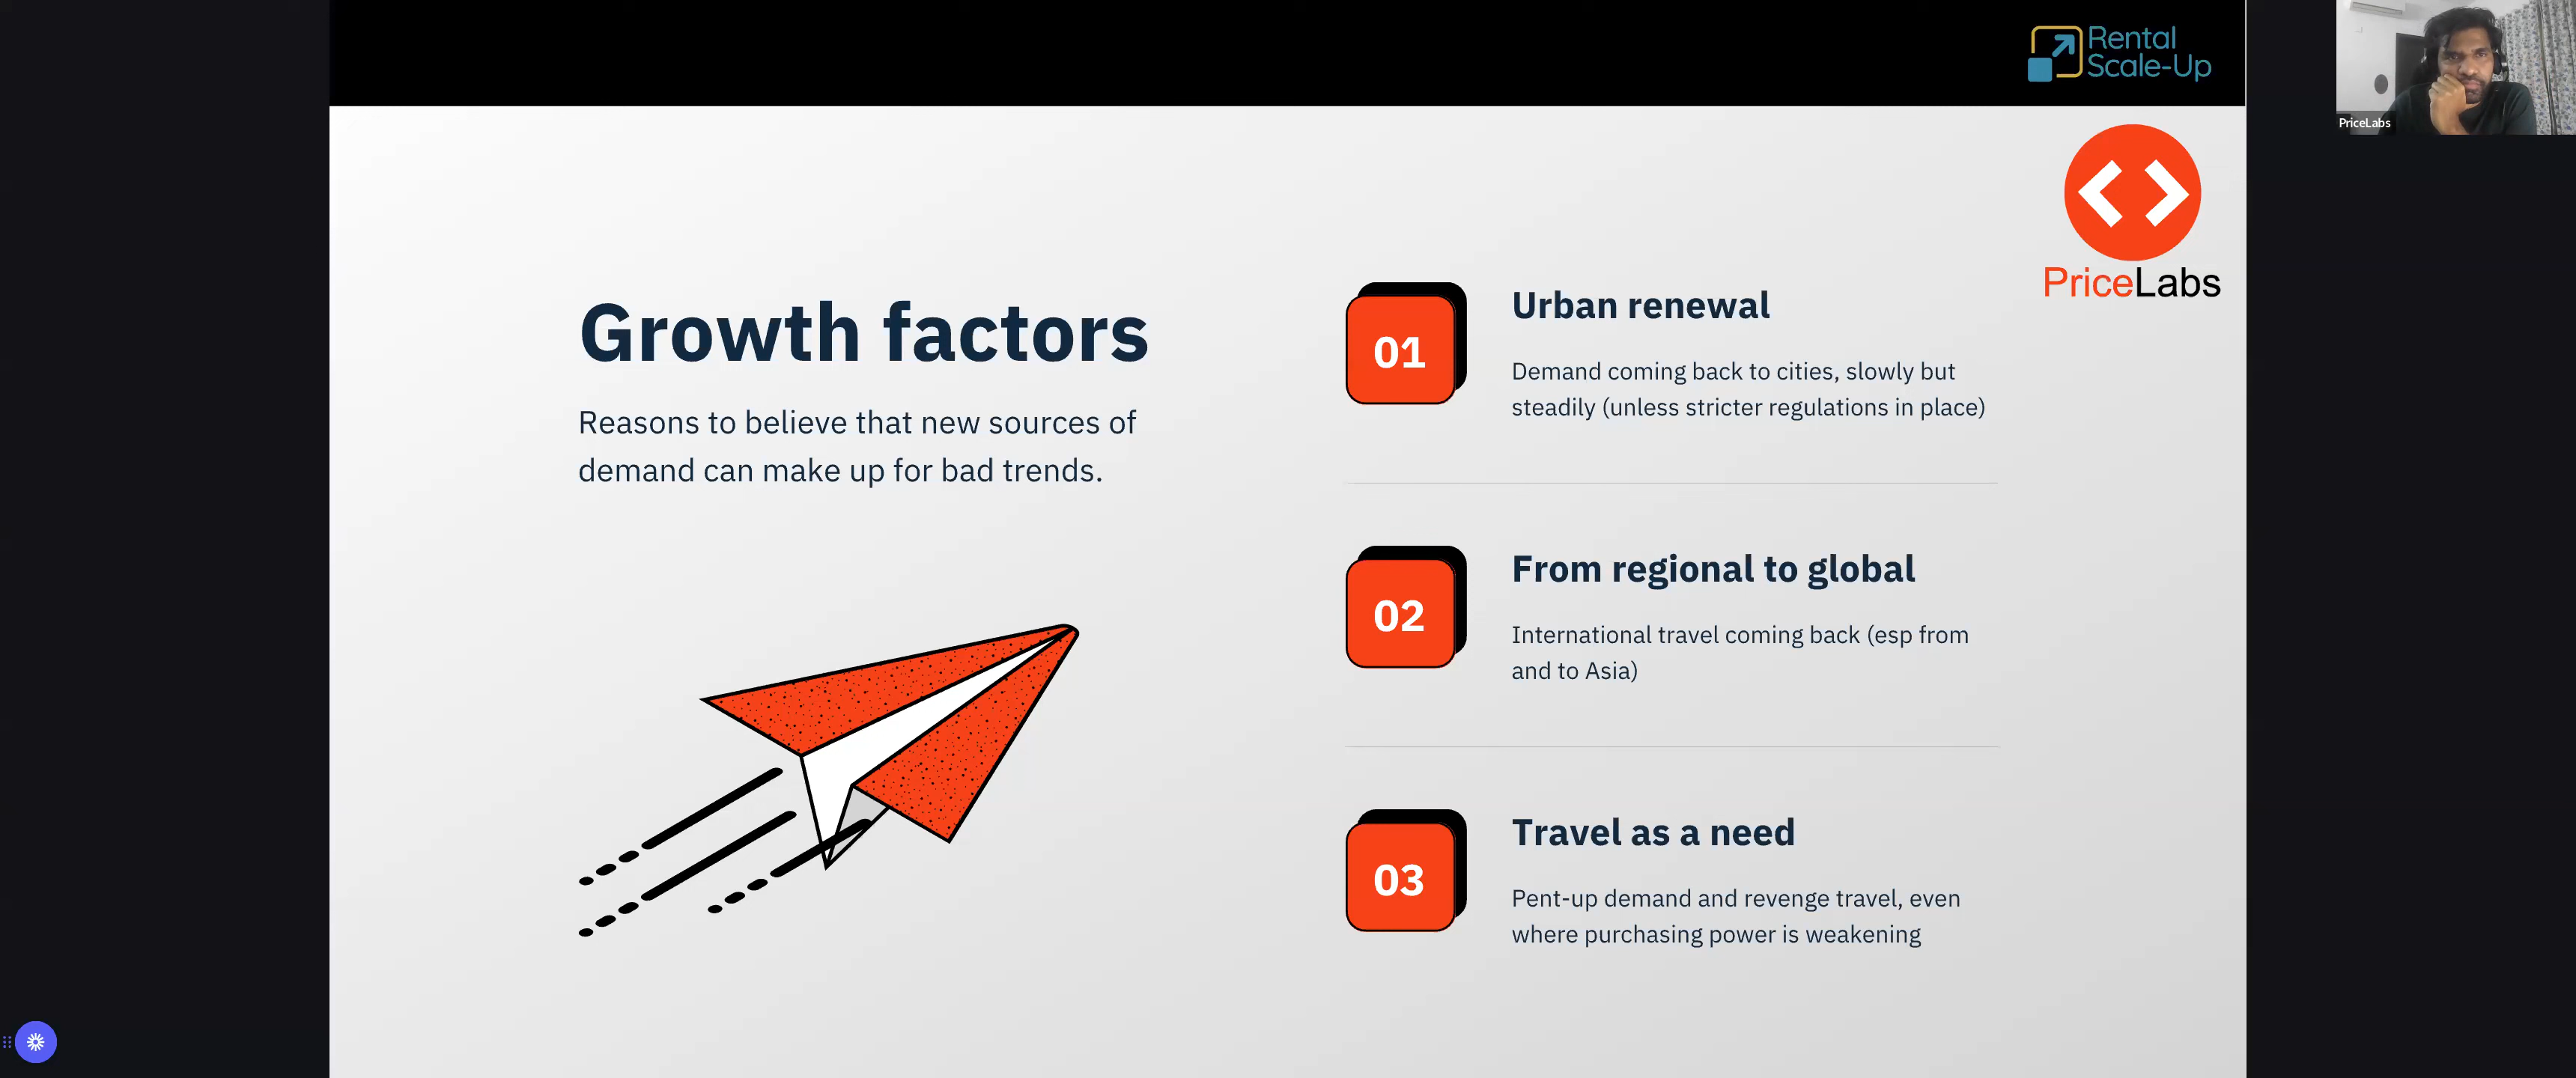 Rental
Scale-Up
PriceLabs
PriceLabs
Growth factors
Reasons to believe that new sources of
demand can make up for bad trends.
01
Urban renewal
Demand coming back to cities, slowly but
steadily (unless stricter regulations in place)
02
From regional to global
International travel coming back (esp from
and to Asia)
03
Travel as a need
Pent-up demand and revenge travel, even
where purchasing power is weakening